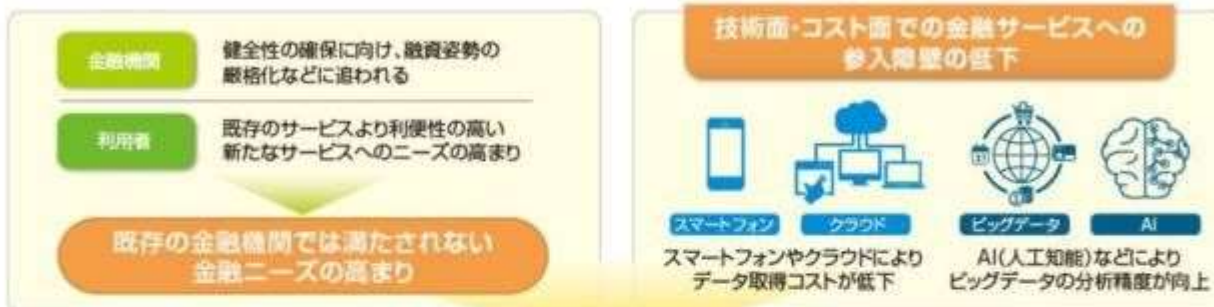 金融機関
健全性の確保に向け、融資姿勢の
厳格化などに追われる
利用者
既存のサービスより利便性の高い
新たなサービスへのニーズの高まり
既存の金融機関では満たされない
金融ニーズの高まり
技術面・コスト面での金融サービスへの
参入障壁の低下
スマートフォン
クラウド
ビッグデータ
AI
スマートフォンやクラウドにより
データ取得コストが低下
AI(人工知能)などにより
ビッグデータの分析精度が向上